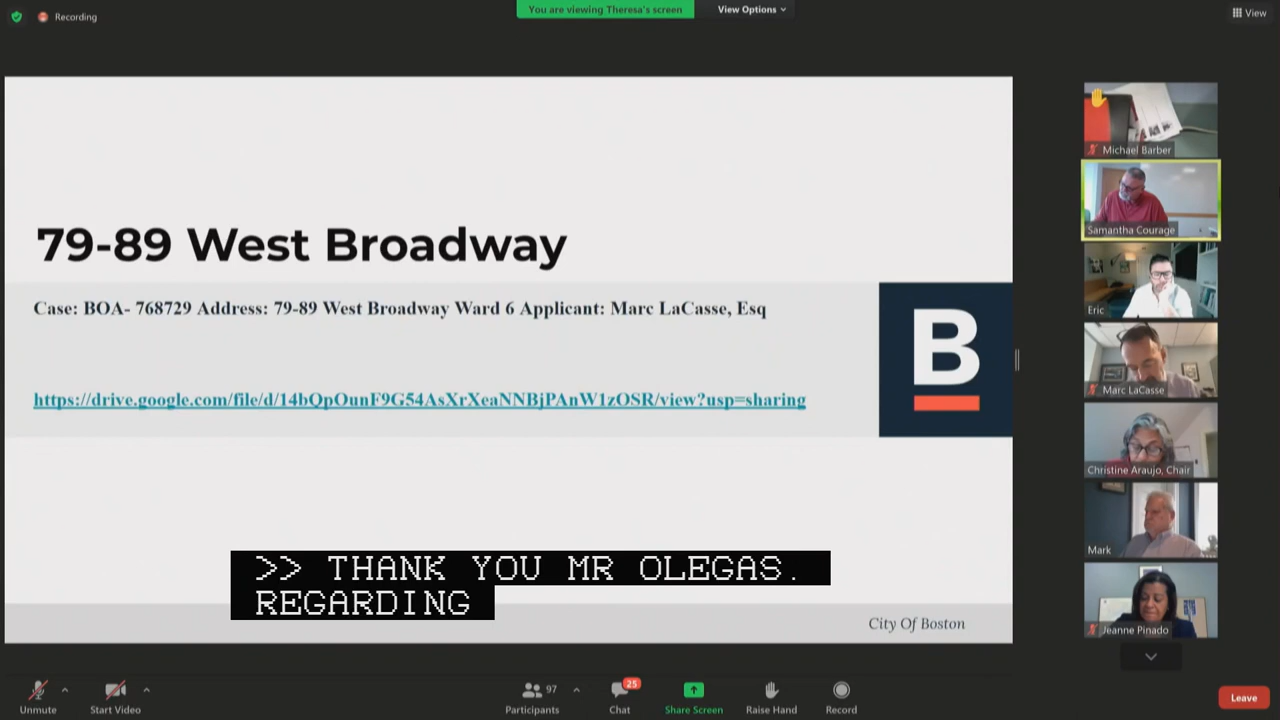 Recording
You are viewing Theresa's screen
View Options
View
79-89 West Broadway
Case: BOA- 768729 Address: 79-89 West Broadway Ward 6 Applicant: Marc LaCasse, Esq
https://drive.google.com/file/d/14bQpOunF9G54AsXrXeaNNBjPAnW1zOSR/view?usp=sharing
B
>> THANK YOU MR OLEGAS.
REGARDING
City Of Boston
Michael Barber
Samantha Courage
Eric
Marc LaCasse
Christine Araujo, Chair
Mark
Jeanne Pinado
Unmute
Start Video
97
Participants
25
Chat
Share Screen
Raise Hand
Record
Leave